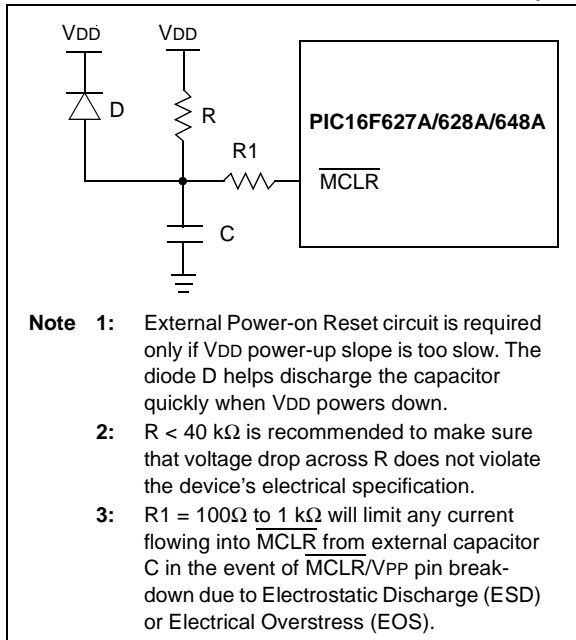 VDD VDD
D R
PIC16F627A/628A/648A
R1
MCLR
C
Note 1: External Power-on Reset circuit is required
only if VDD power-up slope is too slow. The
diode D helps discharge the capacitor
quickly when VDD powers down.
2: R < 40 kΩ is recommended to make sure
that voltage drop across R does not violate
the device's electrical specification.
3: R1 = 100Ω to 1 kΩ will limit any current
flowing into MCLR from external capacitor
C in the event of MCLR/VPP pin break-
down due to Electrostatic Discharge (ESD)
or Electrical Overstress (EOS).